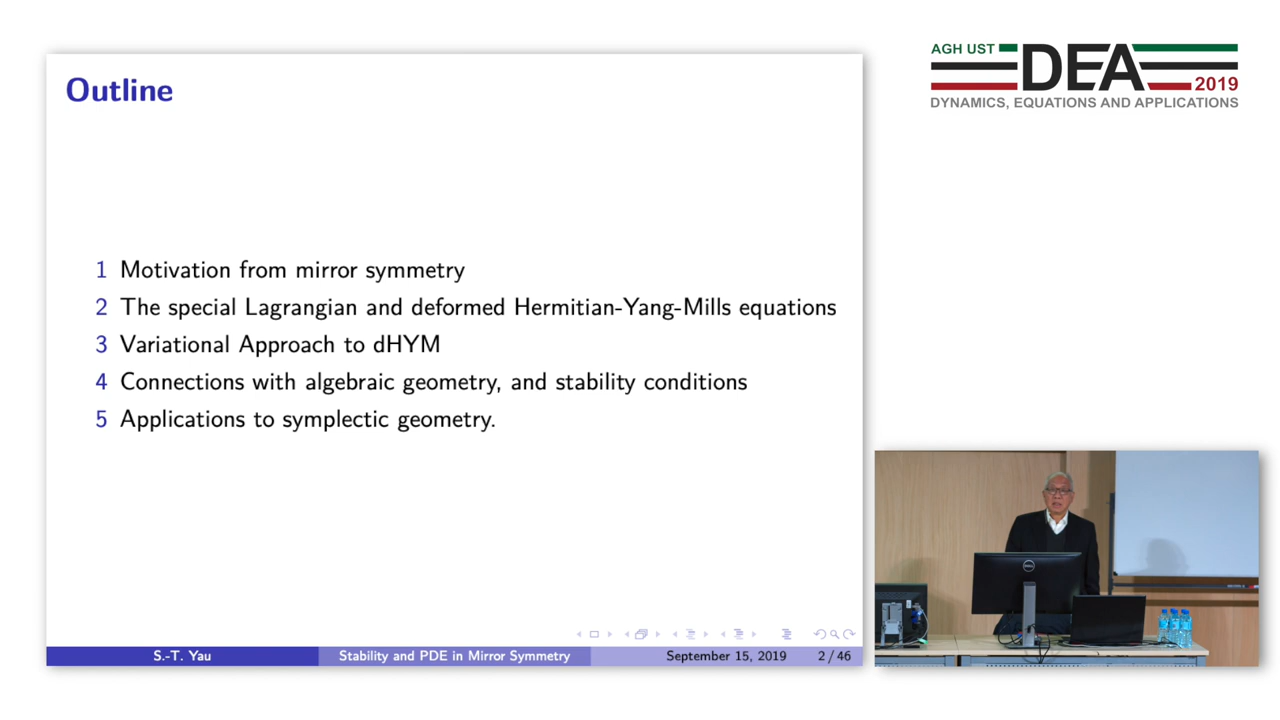 Outline
1 Motivation from mirror symmetry
2 The special Lagrangian and deformed Hermitian-Yang-Mills equations
3 Variational Approach to dHYM
4 Connections with algebraic geometry, and stability conditions
5 Applications to symplectic geometry.
S.-T. Yau Stability and PDE in Mirror Symmetry September 15, 2019 2 / 46
AGH UST
DEA
2019
DYNAMICS, EQUATIONS AND APPLICATIONS
DELL